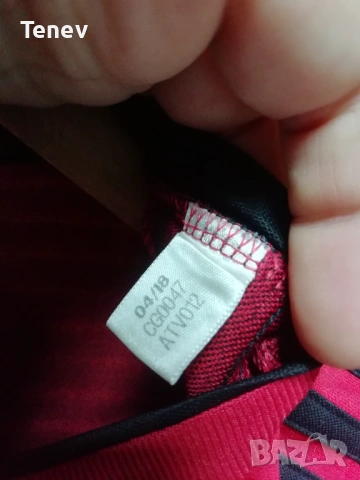 Tenev
04/18
CG0047
ATV012
BAZAR